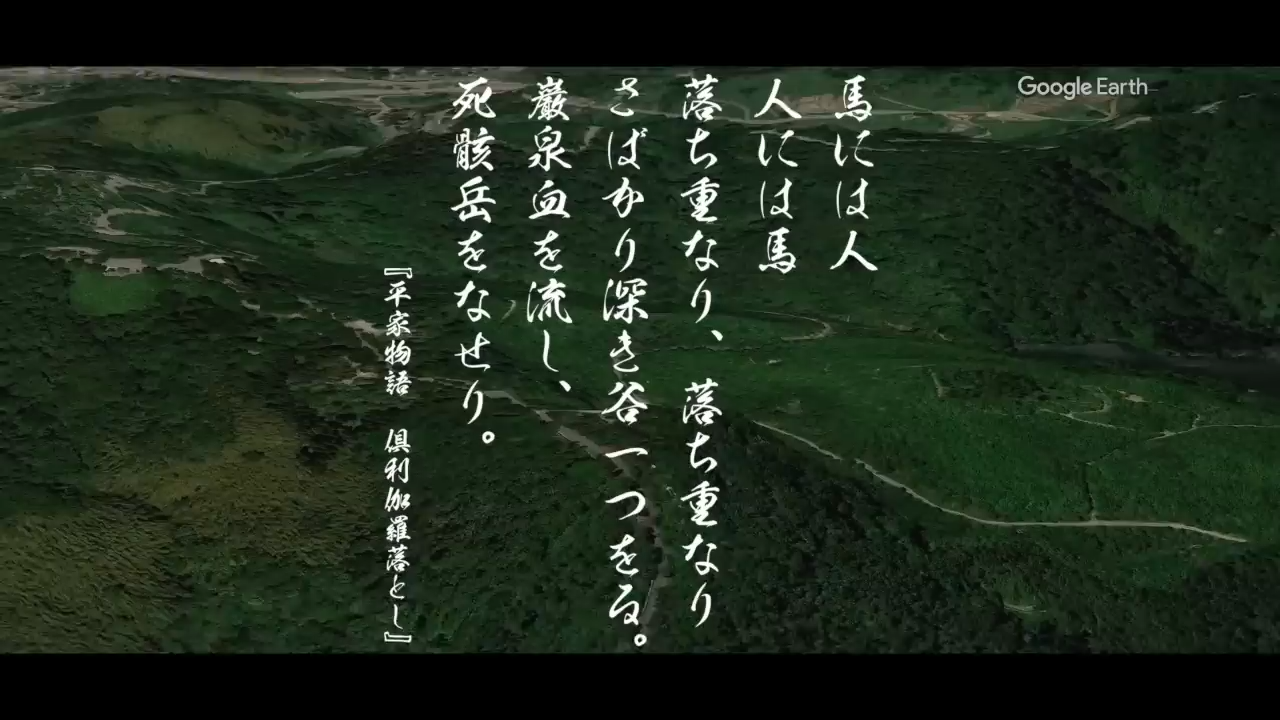 馬には人
人には馬
落ち重なり、落ち重なり
さばかり深き谷一つをゐ。
巖泉血を流し、
死骸岳をなせり。
『平家物語 倶利伽羅落とし』
Google Earth